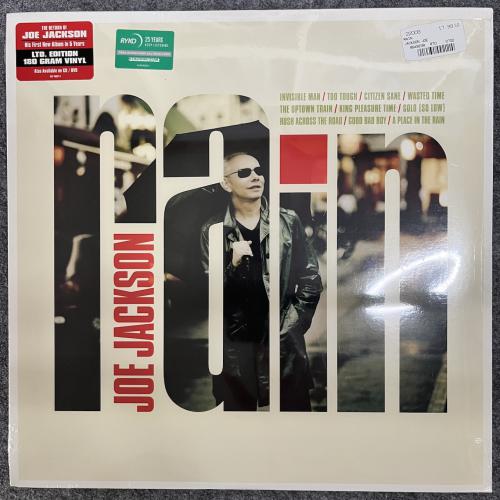 THE RETURN OF
JOE JACKSON
His First New Album in 5 Years
LTD. EDITION
180 GRAM VINYL
Also Available on CD / DVD
RYKO
25 YEARS
INVISIBLE MAN / TOO TOUGH / CITIZEN SANE / WASTED TIME
THE UPTOWN TRAIN / KING PLEASURE TIME / SOLO (SO LOW)
RUSH ACROSS THE ROAD / GOOD BAD BOY / A PLACE IN THE RAIN
rain
JOE JACKSON